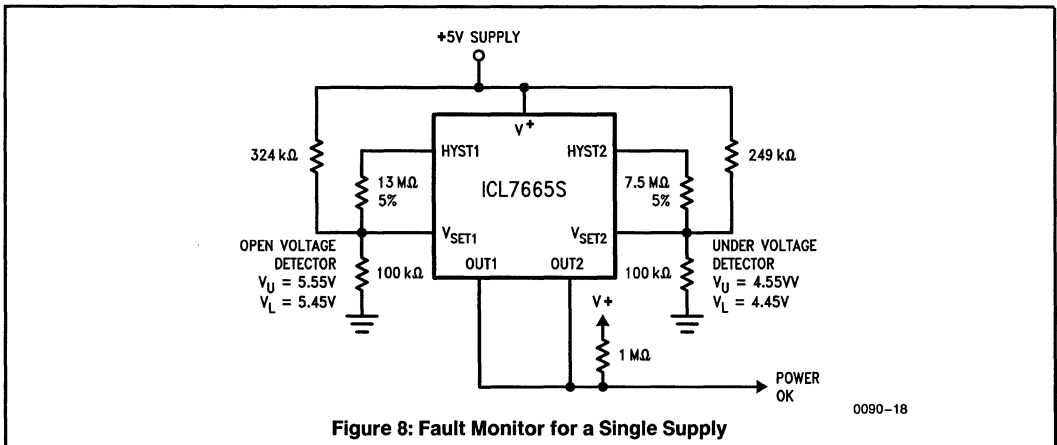 +5V SUPPLY
V+
324 kΩ
HYST1
HYST2
249 kΩ
13 MΩ
5%
ICL7665S
7.5 MΩ
5%
VSET1
VSET2
OPEN VOLTAGE
DETECTOR
VU = 5.55V
VL = 5.45V
100 kΩ
OUT1
OUT2
100 kΩ
UNDER VOLTAGE
DETECTOR
VU = 4.55VV
VL = 4.45V
V+
1 MΩ
POWER
OK
0090–18
Figure 8: Fault Monitor for a Single Supply